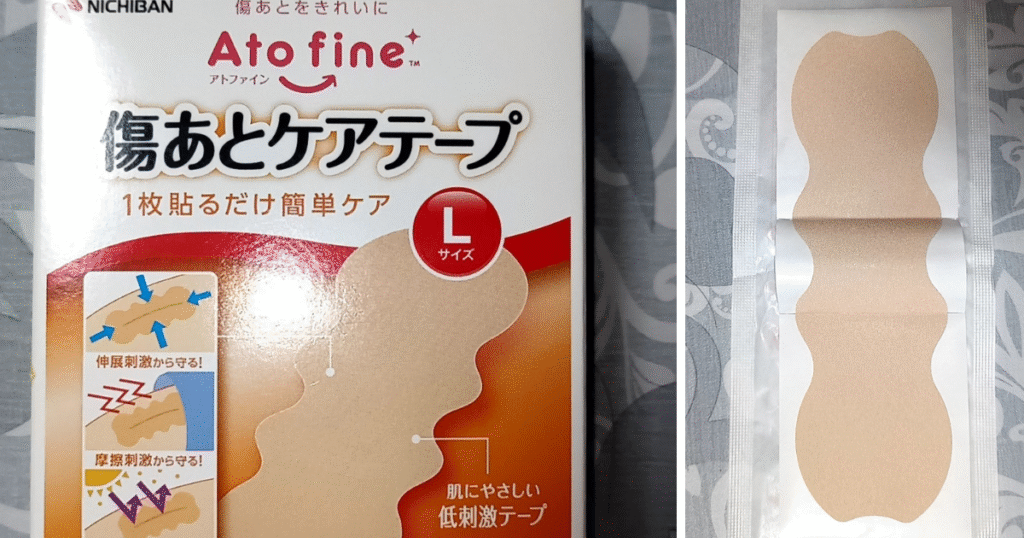 NICHIBAN
傷あとをきれいに
Ato fine™
アトファイン
傷あとケアテープ
1枚貼るだけ簡単ケア
L
サイズ
伸展刺激から守る!
摩擦刺激から守る!
肌にやさしい
低刺激テープ